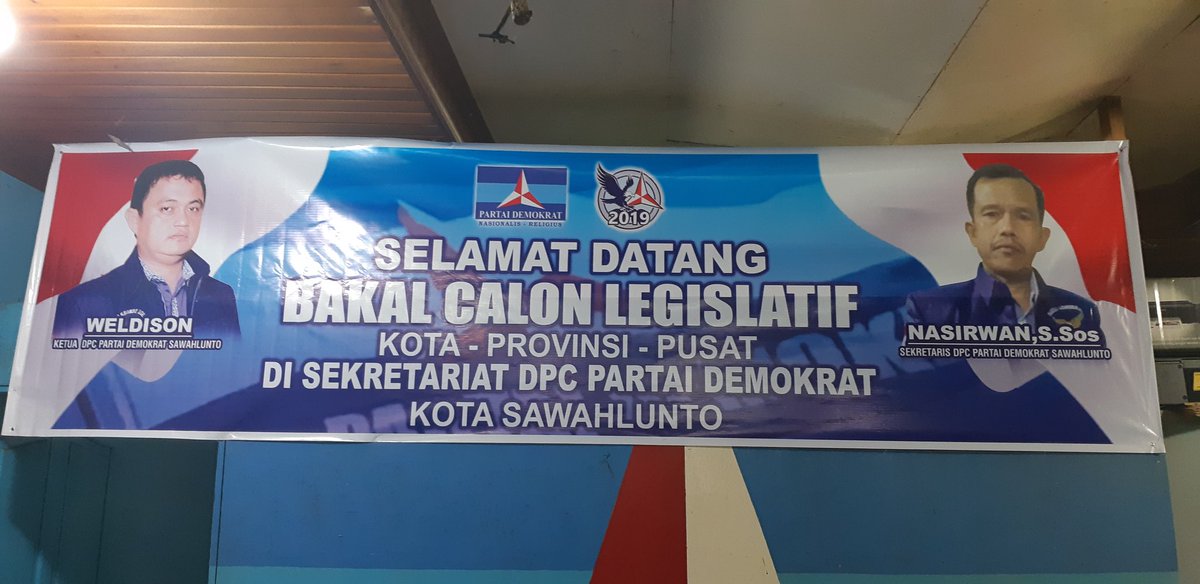 PARTAI DEMOKRAT
NASIONALIS - RELIGIUS
2019
SELAMAT DATANG
BAKAL CALON LEGISLATIF
KOTA - PROVINSI - PUSAT
DI SEKRETARIAT DPC PARTAI DEMOKRAT
KOTA SAWAHLUNTO
WELDISON
KETUA DPC PARTAI DEMOKRAT SAWAHLUNTO
NASIRWAN,S.Sos
SEKRETARIS DPC PARTAI DEMOKRAT SAWAHLUNTO